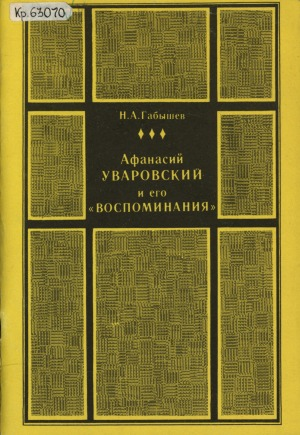 Кр. 63070
Н.А.Габышев
Афанасий
УВАРОВСКИЙ
и его
«ВОСПОМИНАНИЯ»